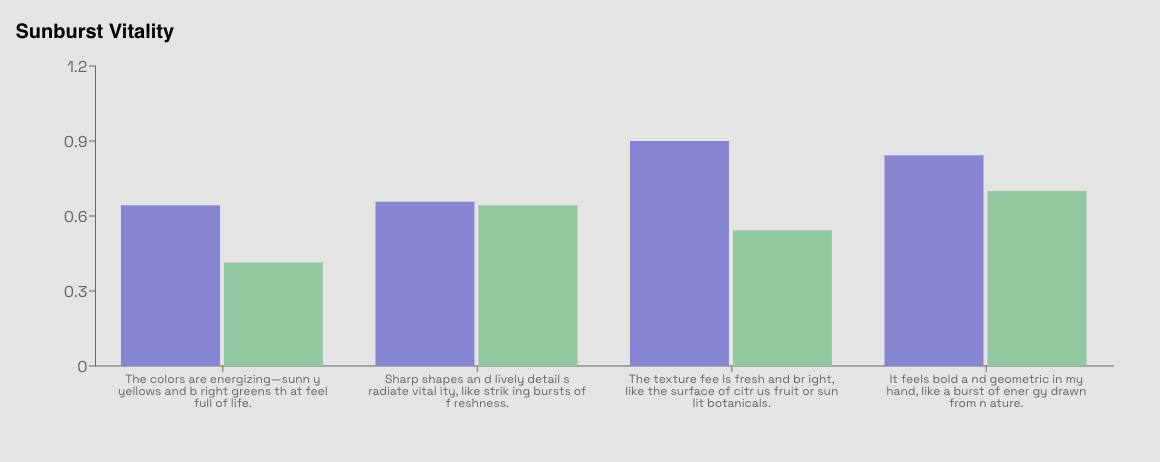 Sunburst Vitality
1.2
0.9
0.6
0.3
0
The colors are energizing—sunn y
yellows and b right greens th at feel
full of life.
Sharp shapes an d lively detail s
radiate vital ity, like strik ing bursts of
f reshness.
The texture fee ls fresh and br ight,
like the surface of citr us fruit or sun
lit botanicals.
It feels bold a nd geometric in my
hand, like a burst of ener gy drawn
from n ature.